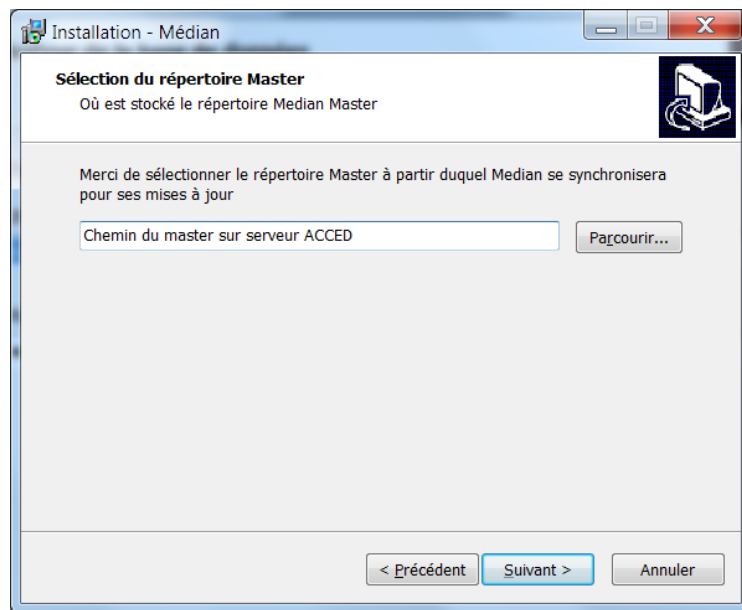 Installation - Médian
Sélection du répertoire Master
Où est stocké le répertoire Median Master
Merci de sélectionner le répertoire Master à partir duquel Median se synchronisera
pour ses mises à jour
Chemin du master sur serveur ACCED
Parcourir...
< Précédent
Suivant >
Annuler